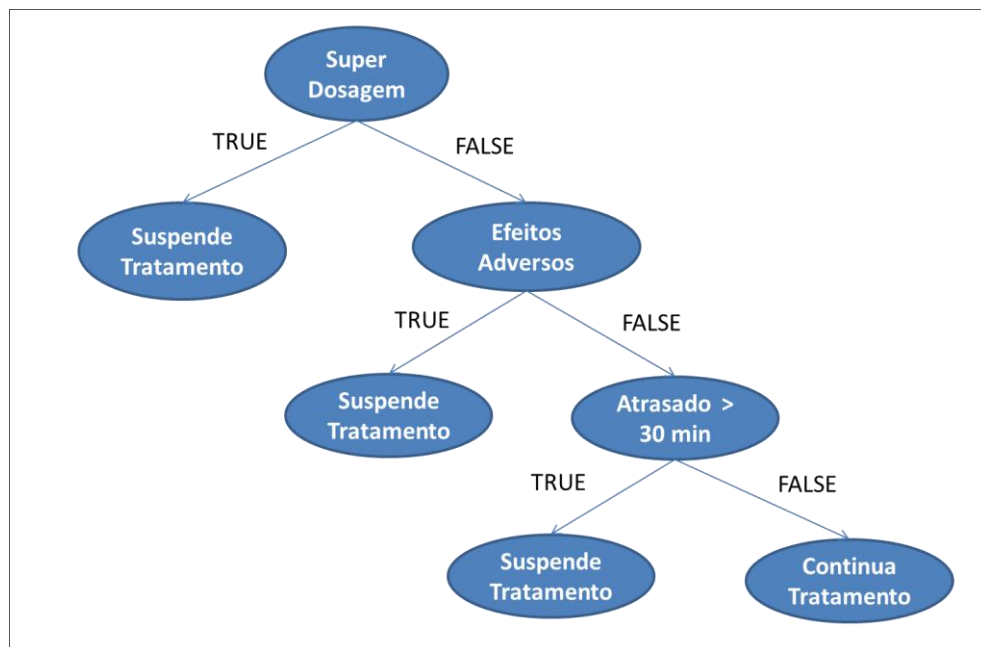 Super
Dosagem
TRUE
FALSE
Suspende
Tratamento
Efeitos
Adversos
TRUE
FALSE
Suspende
Tratamento
Atrasado >
30 min
TRUE
FALSE
Suspende
Tratamento
Continua
Tratamento